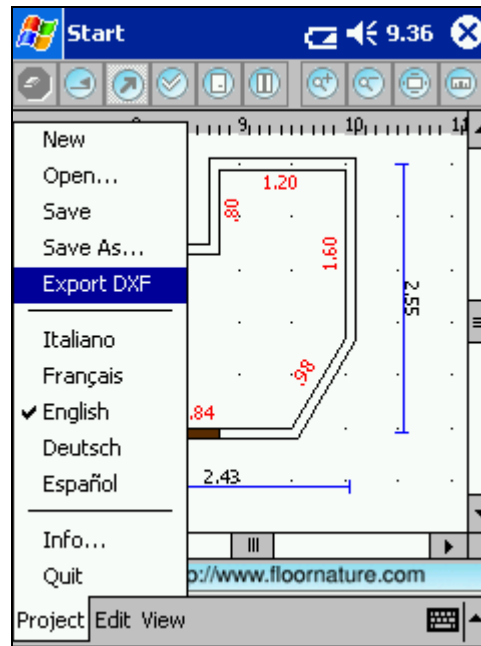 Start 9.36
9 10 11
New
Open...
Save
Save As...
Export DXF
Italiano
Français
English
Deutsch
Español
Info...
Quit
1.20
.80
1.60
2.55
.98
.84
2.43
p://www.floornature.com
Project Edit View